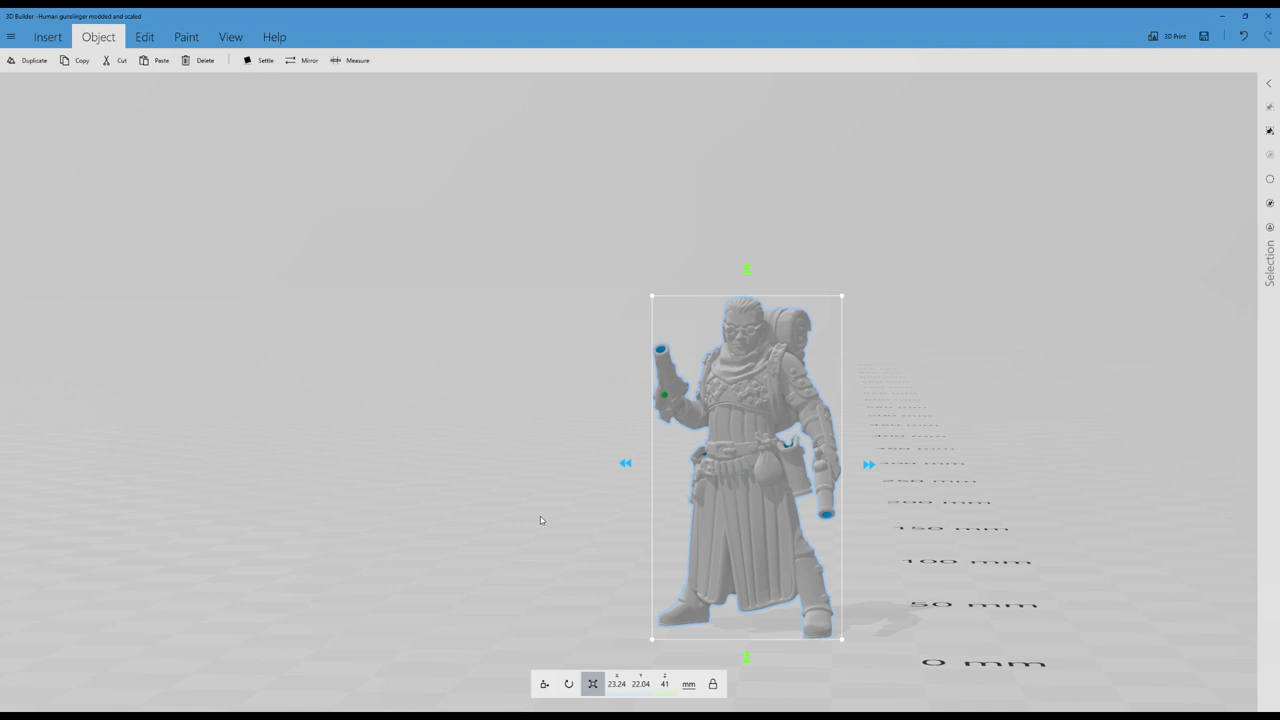 3D Builder -Human gunslinger modded and scaled
Insert Object Edit Paint View Help 3D Print
Duplicate Copy Cut Paste Delete Settle Mirror Measure
Selection
250 mm
200 mm
150 mm
100 mm
50 mm
0 mm
X Y Z
23.24 22.04 41 mm